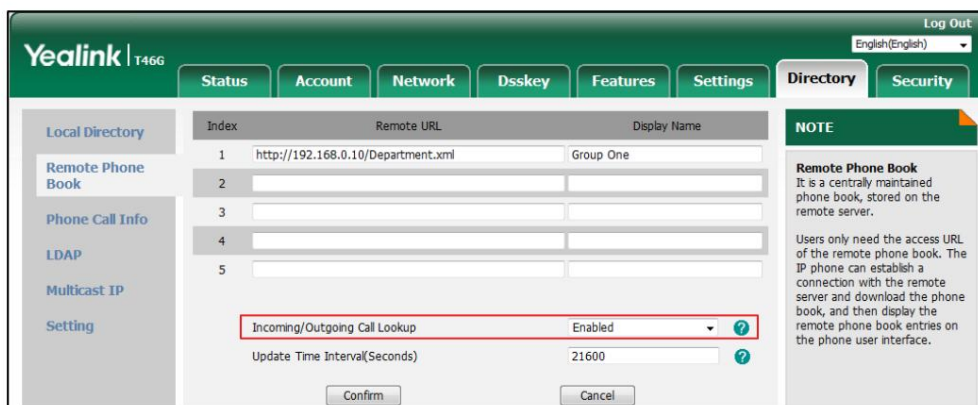 Log Out
Yealink | T46G
English(English)
Status Account Network Dsskey Features Settings Directory Security
Local Directory
Remote Phone
Book
Phone Call Info
LDAP
Multicast IP
Setting
Index Remote URL Display Name
1 http://192.168.0.10/Department.xml Group One
2
3
4
5
Incoming/Outgoing Call Lookup Enabled ?
Update Time Interval(Seconds) 21600 ?
Confirm Cancel
NOTE
Remote Phone Book
It is a centrally maintained
phone book, stored on the
remote server.
Users only need the access URL
of the remote phone book. The
IP phone can establish a
connection with the remote
server and download the phone
book, and then display the
remote phone book entries on
the phone user interface.